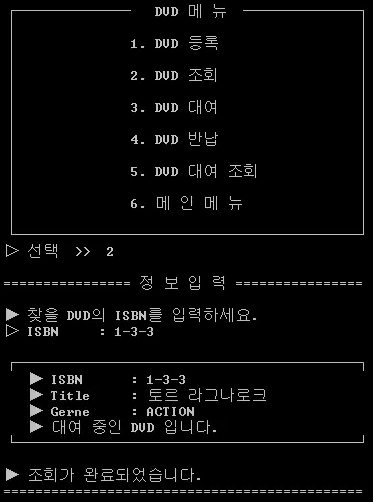 DVD 메 뉴
1. DVD 등록
2. DVD 조회
3. DVD 대여
4. DVD 반납
5. DVD 대여 조회
6. 메 인 메 뉴
▷ 선택 >> 2
================ 정 보 입 력 ================
▶ 찾을 DVD의 ISBN를 입력하세요.
▷ ISBN : 1-3-3
▶ ISBN : 1-3-3
▶ Title : 토르 라그나로크
▶ Gerne : ACTION
▶ 대여 중인 DVD 입니다.
▶ 조회가 완료되었습니다.
=============================================